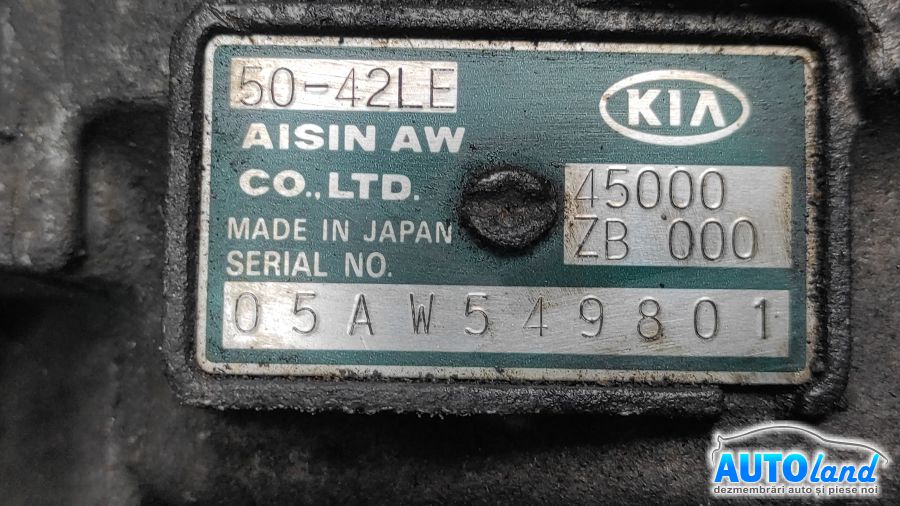 50-42LE
KIA
AISIN AW
CO.,LTD.
45000
ZB 000
MADE IN JAPAN
SERIAL NO.
05AW549801
AUTOland
dezmembrări auto și piese noi